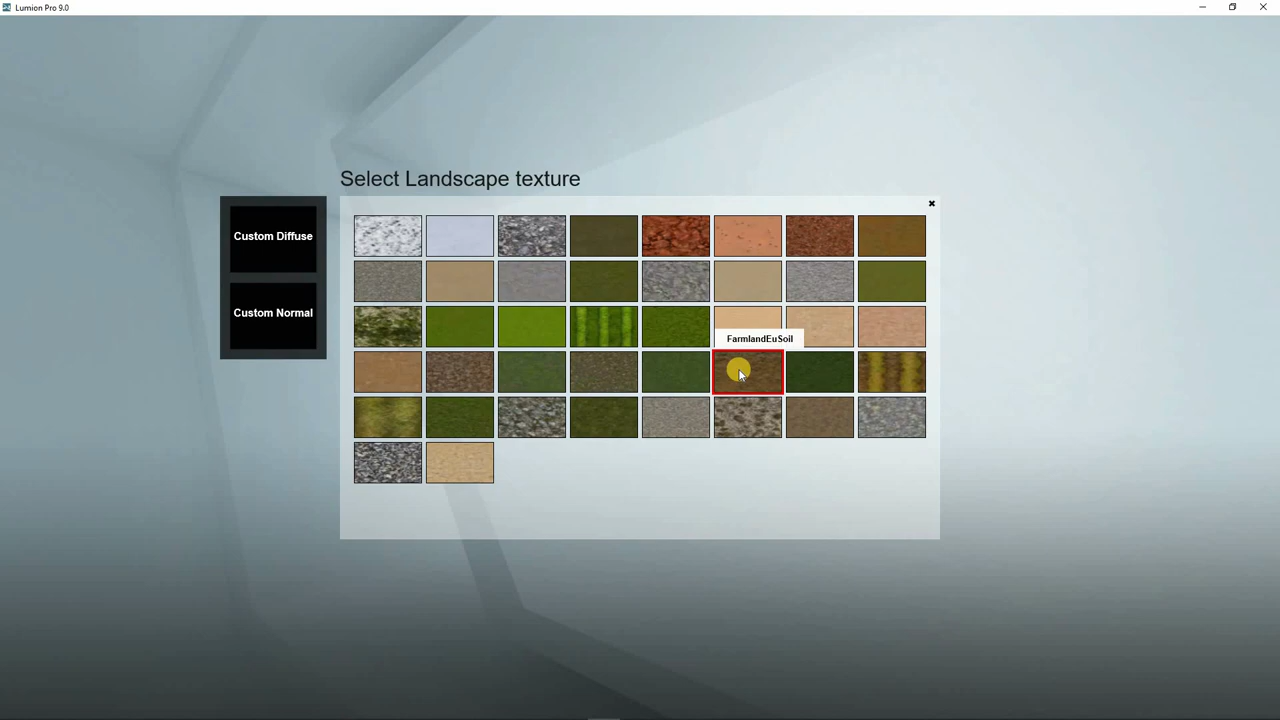 Lumion Pro 9.0
Select Landscape texture
Custom Diffuse
Custom Normal
FarmlandEuSoil